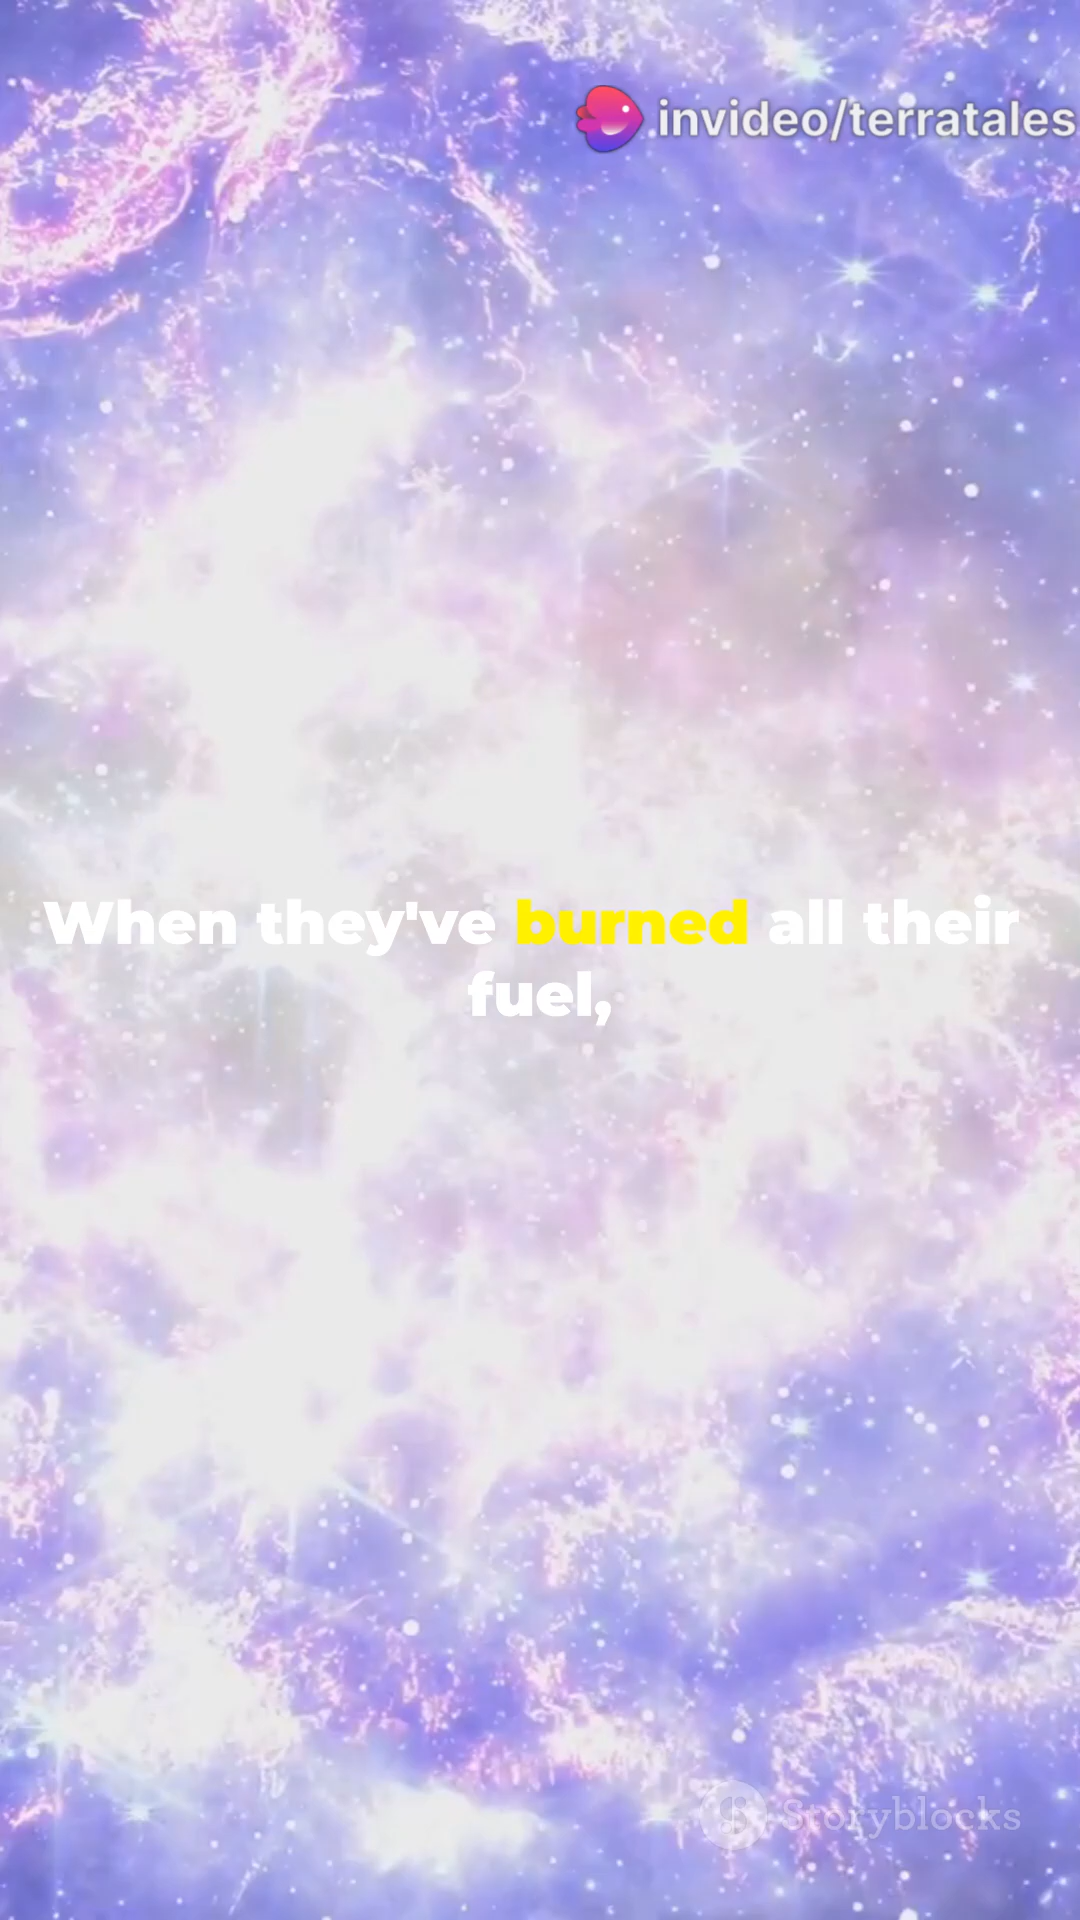 invideo/terratales
When they've burned all their
fuel,
Storyblocks